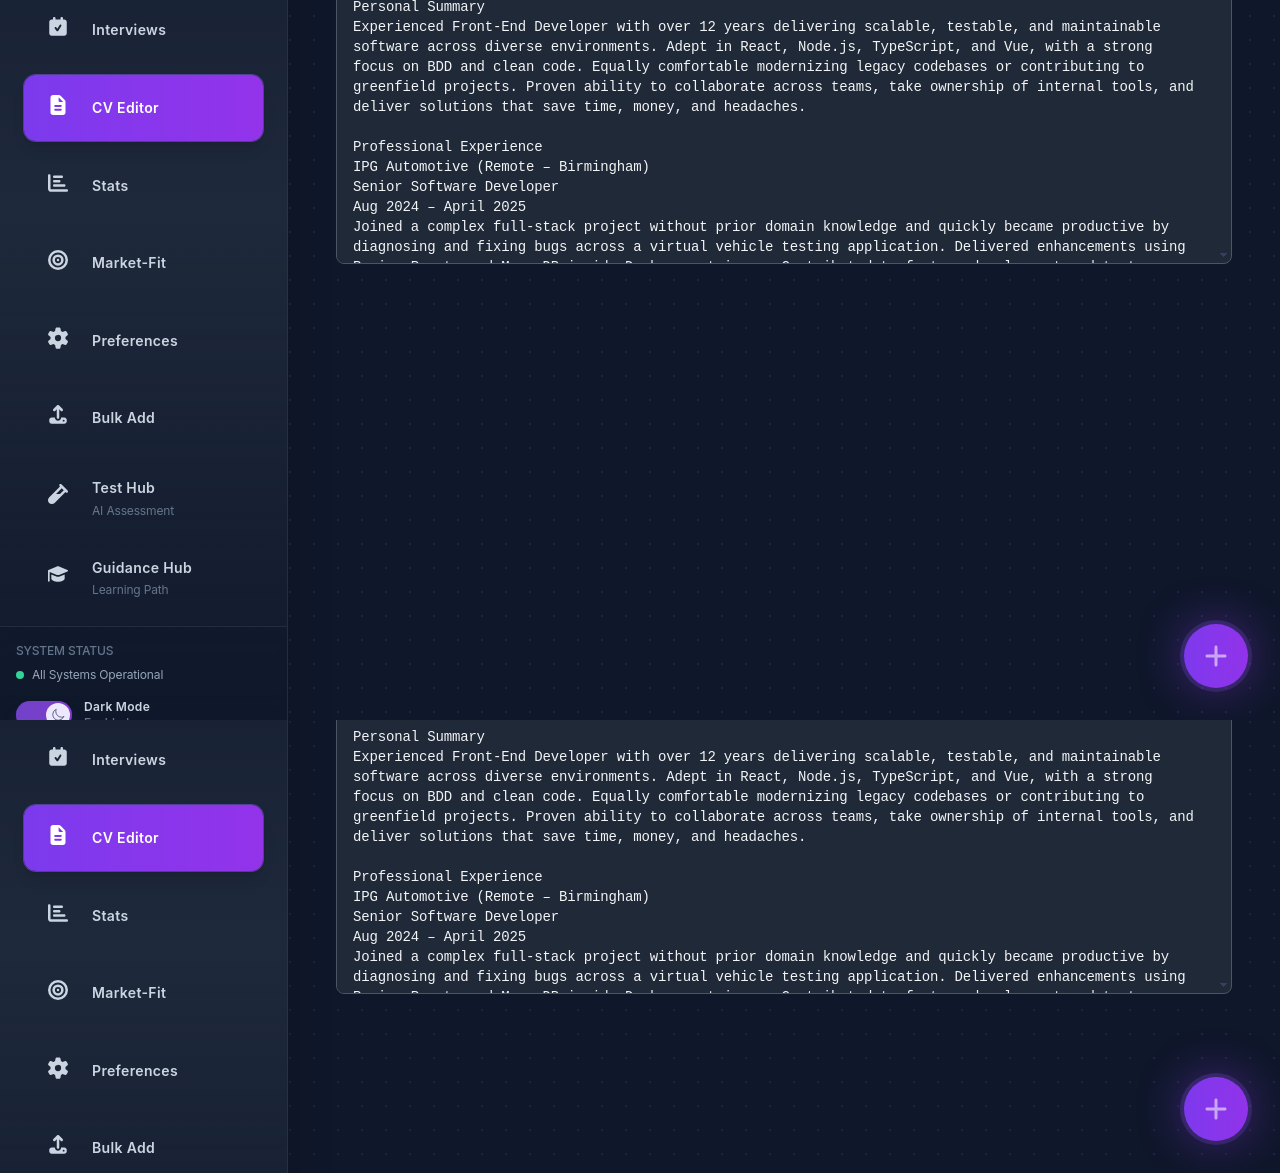 Interviews
CV Editor
Stats
Market-Fit
Preferences
Bulk Add
Test Hub
AI Assessment
Guidance Hub
Learning Path
SYSTEM STATUS
All Systems Operational
Dark Mode
Personal Summary
Experienced Front-End Developer with over 12 years delivering scalable, testable, and maintainable
software across diverse environments. Adept in React, Node.js, TypeScript, and Vue, with a strong
focus on BDD and clean code. Equally comfortable modernizing legacy codebases or contributing to
greenfield projects. Proven ability to collaborate across teams, take ownership of internal tools, and
deliver solutions that save time, money, and headaches.
Professional Experience
IPG Automotive (Remote – Birmingham)
Senior Software Developer
Aug 2024 – April 2025
Joined a complex full-stack project without prior domain knowledge and quickly became productive by
diagnosing and fixing bugs across a virtual vehicle testing application. Delivered enhancements using
Interviews
CV Editor
Stats
Market-Fit
Preferences
Bulk Add
Personal Summary
Experienced Front-End Developer with over 12 years delivering scalable, testable, and maintainable
software across diverse environments. Adept in React, Node.js, TypeScript, and Vue, with a strong
focus on BDD and clean code. Equally comfortable modernizing legacy codebases or contributing to
greenfield projects. Proven ability to collaborate across teams, take ownership of internal tools, and
deliver solutions that save time, money, and headaches.
Professional Experience
IPG Automotive (Remote – Birmingham)
Senior Software Developer
Aug 2024 – April 2025
Joined a complex full-stack project without prior domain knowledge and quickly became productive by
diagnosing and fixing bugs across a virtual vehicle testing application. Delivered enhancements using